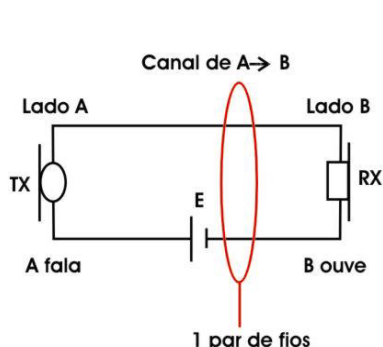 Canal de A→ B
Lado A
Lado B
TX
RX
E
A fala
B ouve
1 par de fios